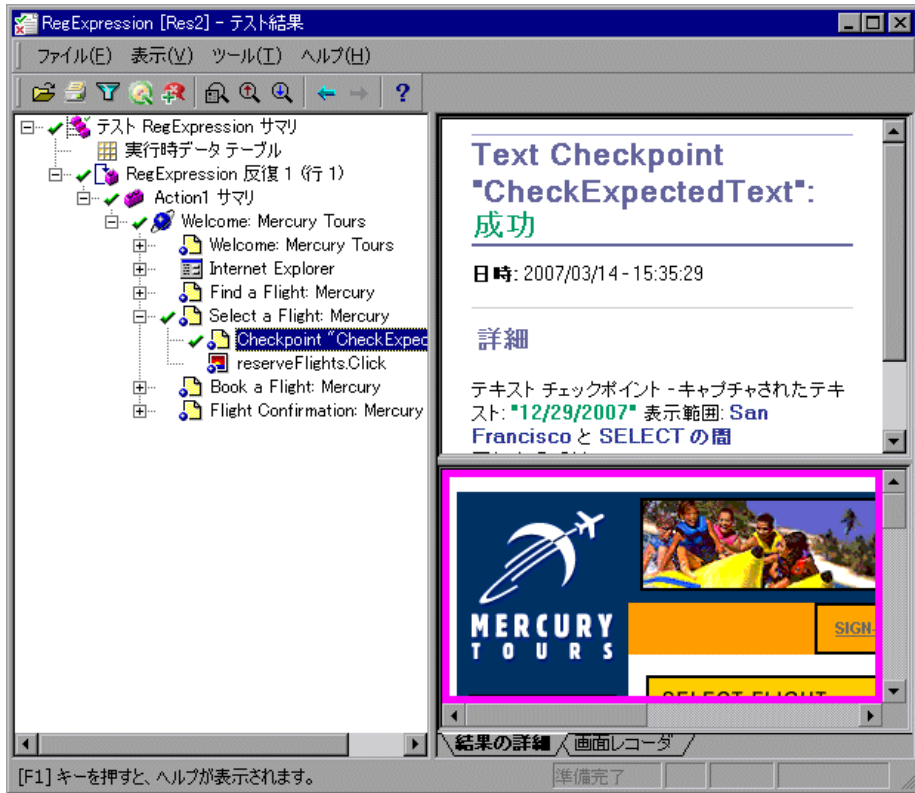 RegExpression [Res2] - テスト結果
ファイル(F) 表示(V) ツール(T) ヘルプ(H)
テスト RegExpression サマリ
実行時データ テーブル
RegExpression 反復 1 (行 1)
Action1 サマリ
Welcome: Mercury Tours
Welcome: Mercury Tours
Internet Explorer
Find a Flight: Mercury
Select a Flight: Mercury
Checkpoint "CheckExpec
reserveFlights.Click
Book a Flight: Mercury
Flight Confirmation: Mercury
Text Checkpoint
"CheckExpectedText":
成功
日時: 2007/03/14 - 15:35:29
詳細
テキスト チェックポイント - キャプチャされたテキ
スト: "12/29/2007" 表示範囲: San
Francisco と SELECT の間
MERCURY
TOURS
SIGN-
SELECT FLIGHT
結果の詳細 画面レコーダ
[F1] キーを押すと、ヘルプが表示されます。
準備完了